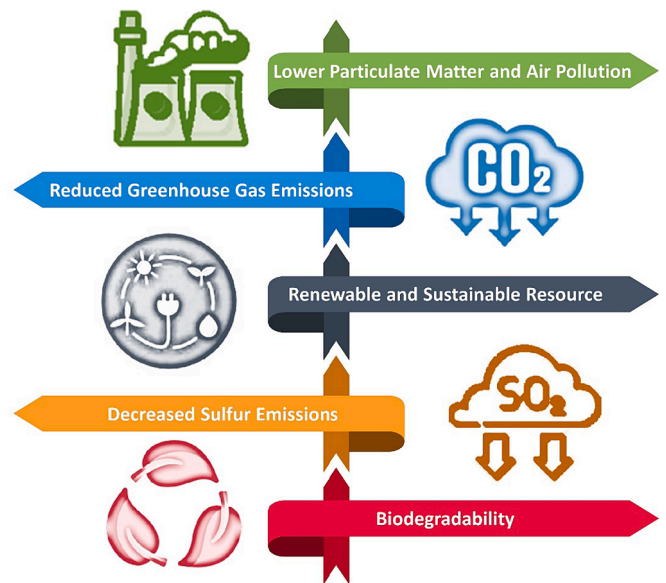 Lower Particulate Matter and Air Pollution
CO₂
Reduced Greenhouse Gas Emissions
CO₂
Renewable and Sustainable Resource
SO₂
Decreased Sulfur Emissions
Biodegradability